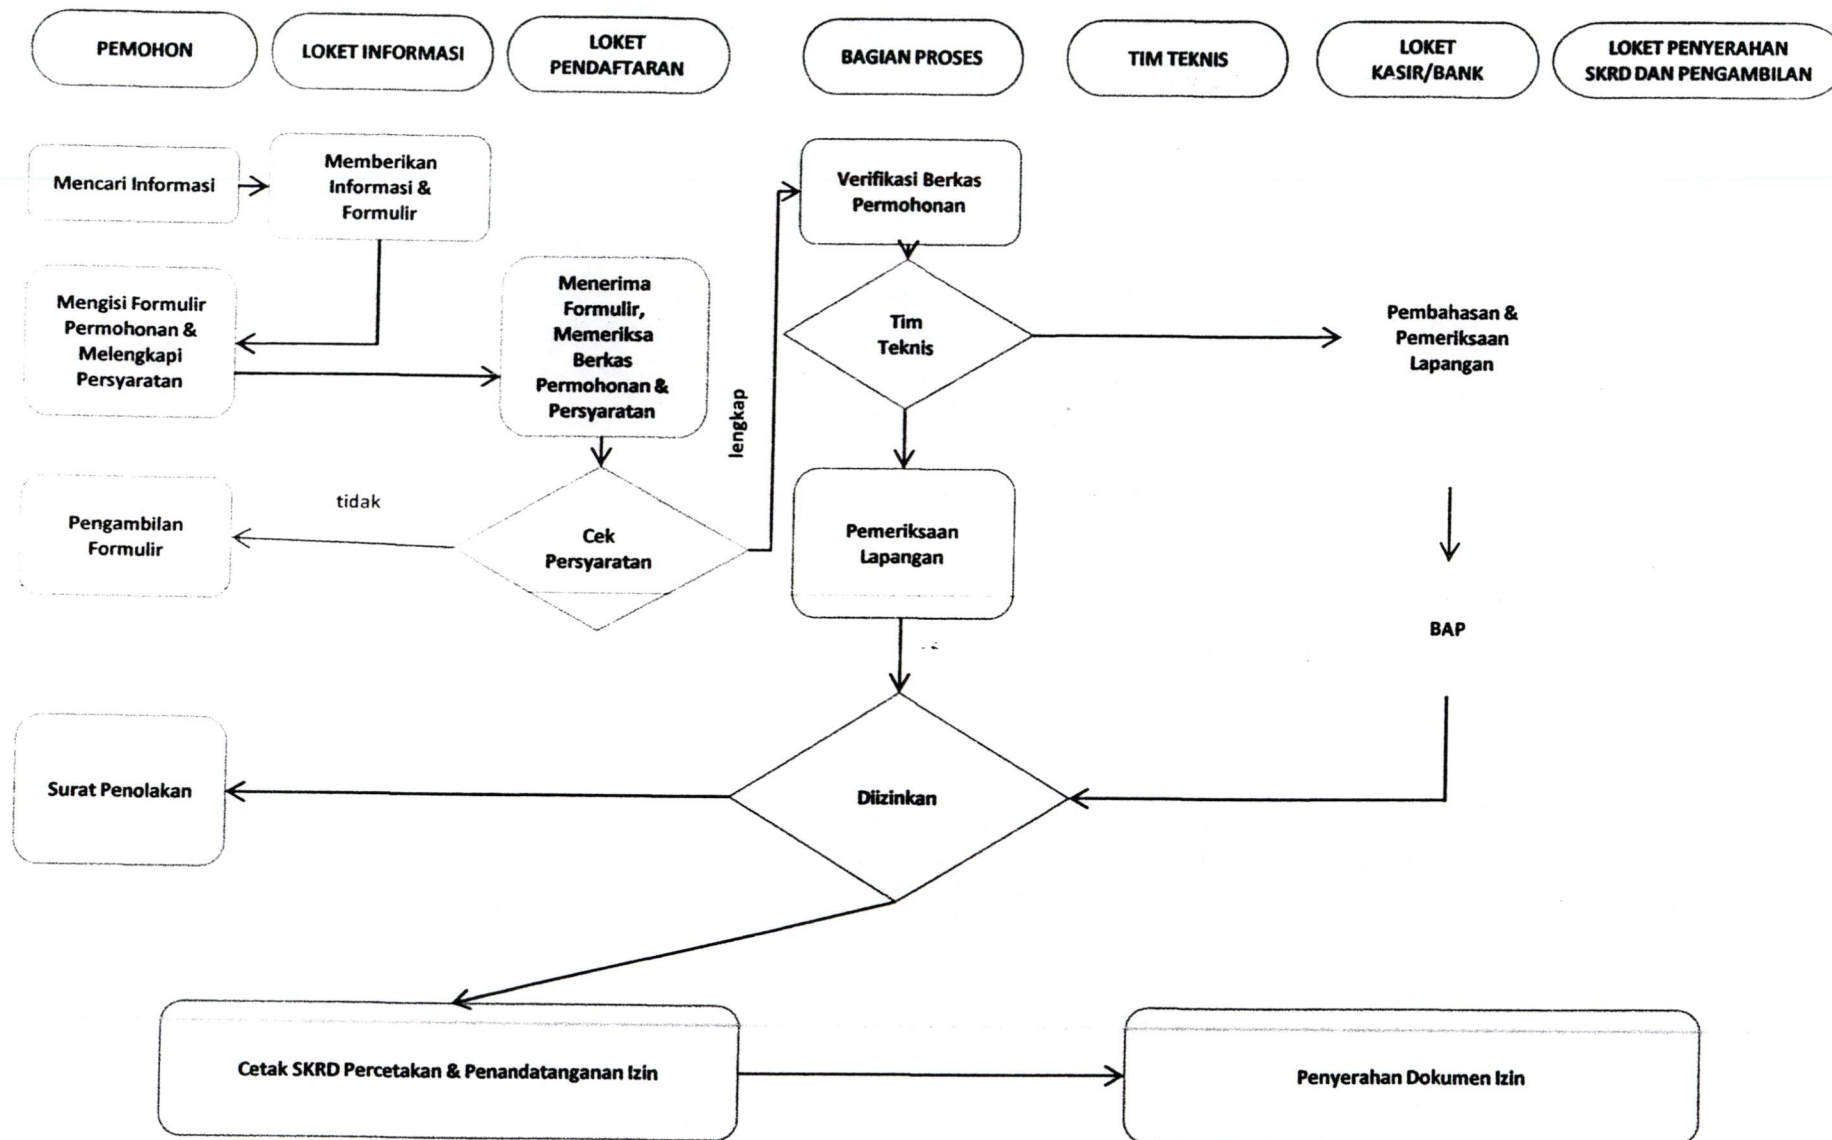 PEMOHON
LOKET INFORMASI
LOKET
PENDAFTARAN
BAGIAN PROSES
TIM TEKNIS
LOKET
KASIR/BANK
LOKET PENYERAHAN
SKRD DAN PENGAMBILAN
Mencari Informasi
Memberikan
Informasi &
Formulir
Verifikasi Berkas
Permohonan
Mengisi Formulir
Permohonan &
Melengkapi
Persyaratan
Menerima
Formulir,
Memeriksa
Berkas
Permohonan &
Persyaratan
lengkap
Tim
Teknis
Pembahasan &
Pemeriksaan
Lapangan
Pengambilan
Formulir
tidak
Cek
Persyaratan
Pemeriksaan
Lapangan
BAP
Surat Penolakan
Diizinkan
Cetak SKRD Percetakan & Penandatanganan Izin
Penyerahan Dokumen Izin